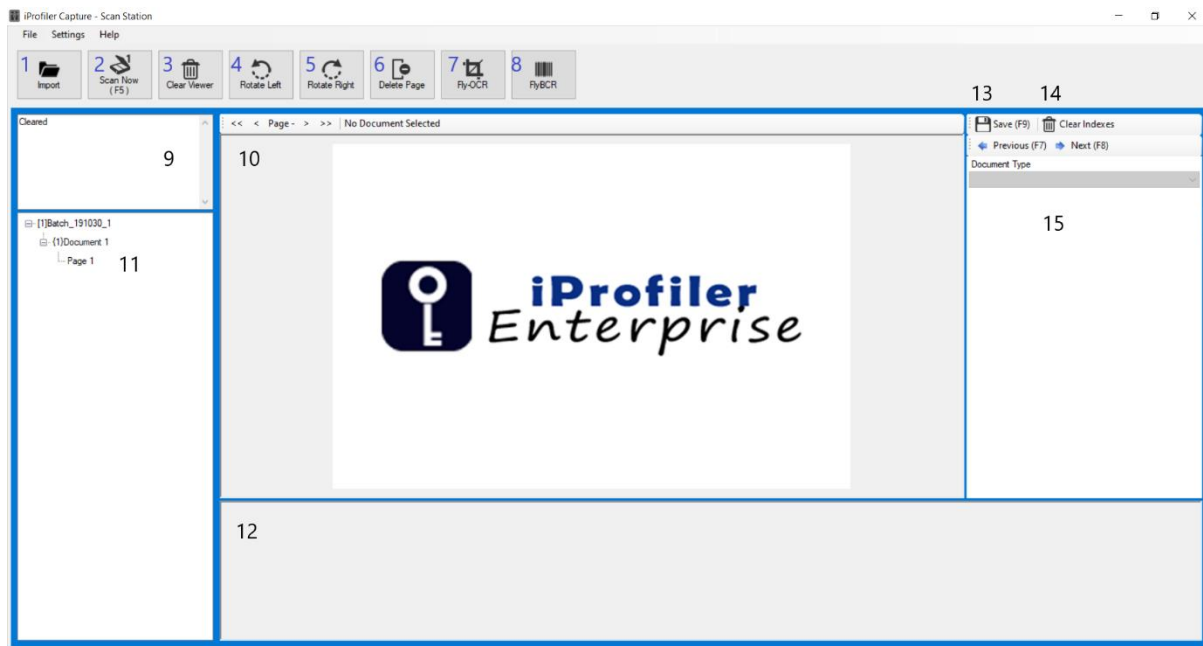 iProfiler Capture - Scan Station
File Settings Help
1 Import
2 Scan Now (F5)
3 Clear Viewer
4 Rotate Left
5 Rotate Right
6 Delete Page
7 Fly-OCR
8 FlyBCR
13 14
Cleared
9
<< < Page - > >> No Document Selected
10
Save (F9) Clear Indexes
Previous (F7) Next (F8)
Document Type
15
[1]Batch_191030_1
{1}Document 1
Page 1 11
iProfiler
Enterprise
12